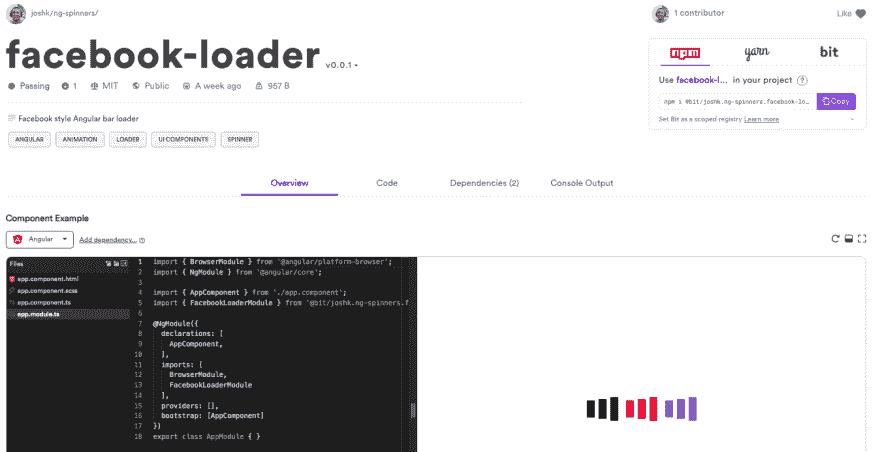 joshk/ng-spinners/
1 contributor
Like
facebook-loader v0.0.1
Passing 1 MIT Public A week ago 957 B
Facebook style Angular bar loader
ANGULAR ANIMATION LOADER UI COMPONENTS SPINNER
npm yarn bit
Use facebook-l... in your project
npm i @bit/joshk.ng-spinners.facebook-lo... Copy
Set Bit as a scoped registry Learn more
Overview Code Dependencies (2) Console Output
Component Example
Angular Add dependency...
Files
app.component.html
app.component.scss
app.component.ts
app.module.ts
1 import { BrowserModule } from '@angular/platform-browser';
2 import { NgModule } from '@angular/core';
3
4 import { AppComponent } from './app.component';
5 import { FacebookLoaderModule } from '@bit/joshk.ng-spinners.f
6
7 @NgModule({
8 declarations: [
9 AppComponent,
10 ],
11 imports: [
12 BrowserModule,
13 FacebookLoaderModule
14 ],
15 providers: [],
16 bootstrap: [AppComponent]
17 })
18 export class AppModule { }